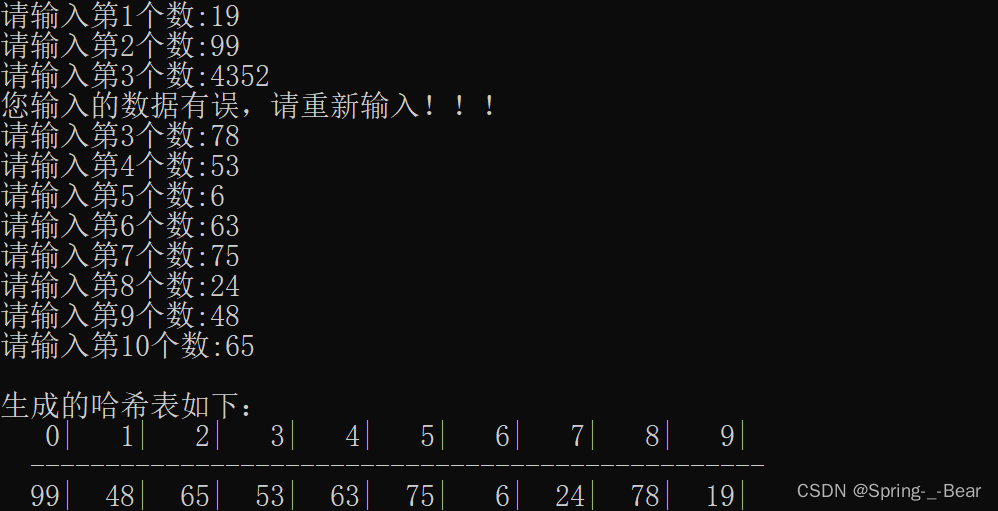 请输入第1个数:19
请输入第2个数:99
请输入第3个数:4352
您输入的数据有误，请重新输入！！！
请输入第3个数:78
请输入第4个数:53
请输入第5个数:6
请输入第6个数:63
请输入第7个数:75
请输入第8个数:24
请输入第9个数:48
请输入第10个数:65
生成的哈希表如下：
0| 1| 2| 3| 4| 5| 6| 7| 8| 9|
-------------------------------------------------
99| 48| 65| 53| 63| 75| 6| 24| 78| 19|
CSDN @Spring-_-Bear